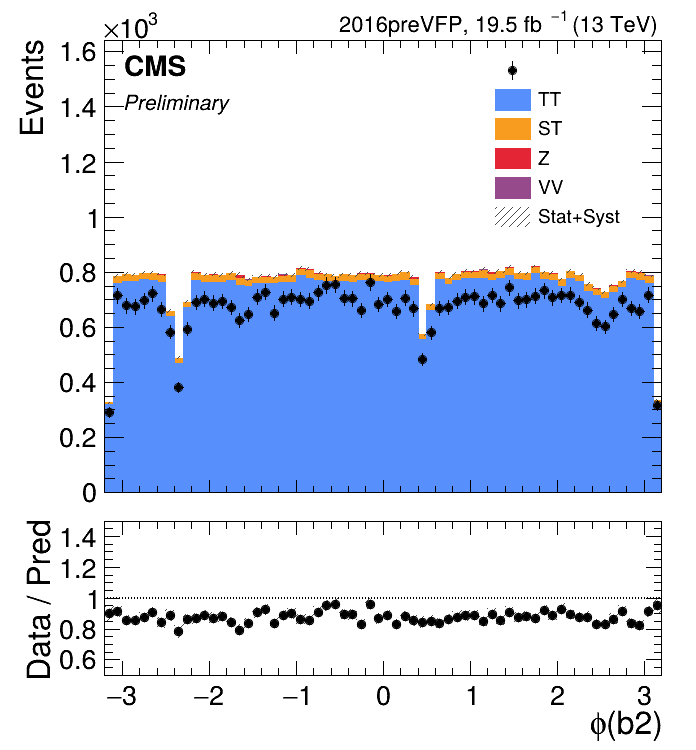 ×10³
2016preVFP, 19.5 fb ⁻¹ (13 TeV)
Events
1.6
1.4
1.2
1
0.8
0.6
0.4
0.2
0
CMS
Preliminary
TT
ST
Z
VV
Stat+Syst
Data / Pred
1.4
1.2
1
0.8
0.6
−3 −2 −1 0 1 2 3
ϕ(b2)